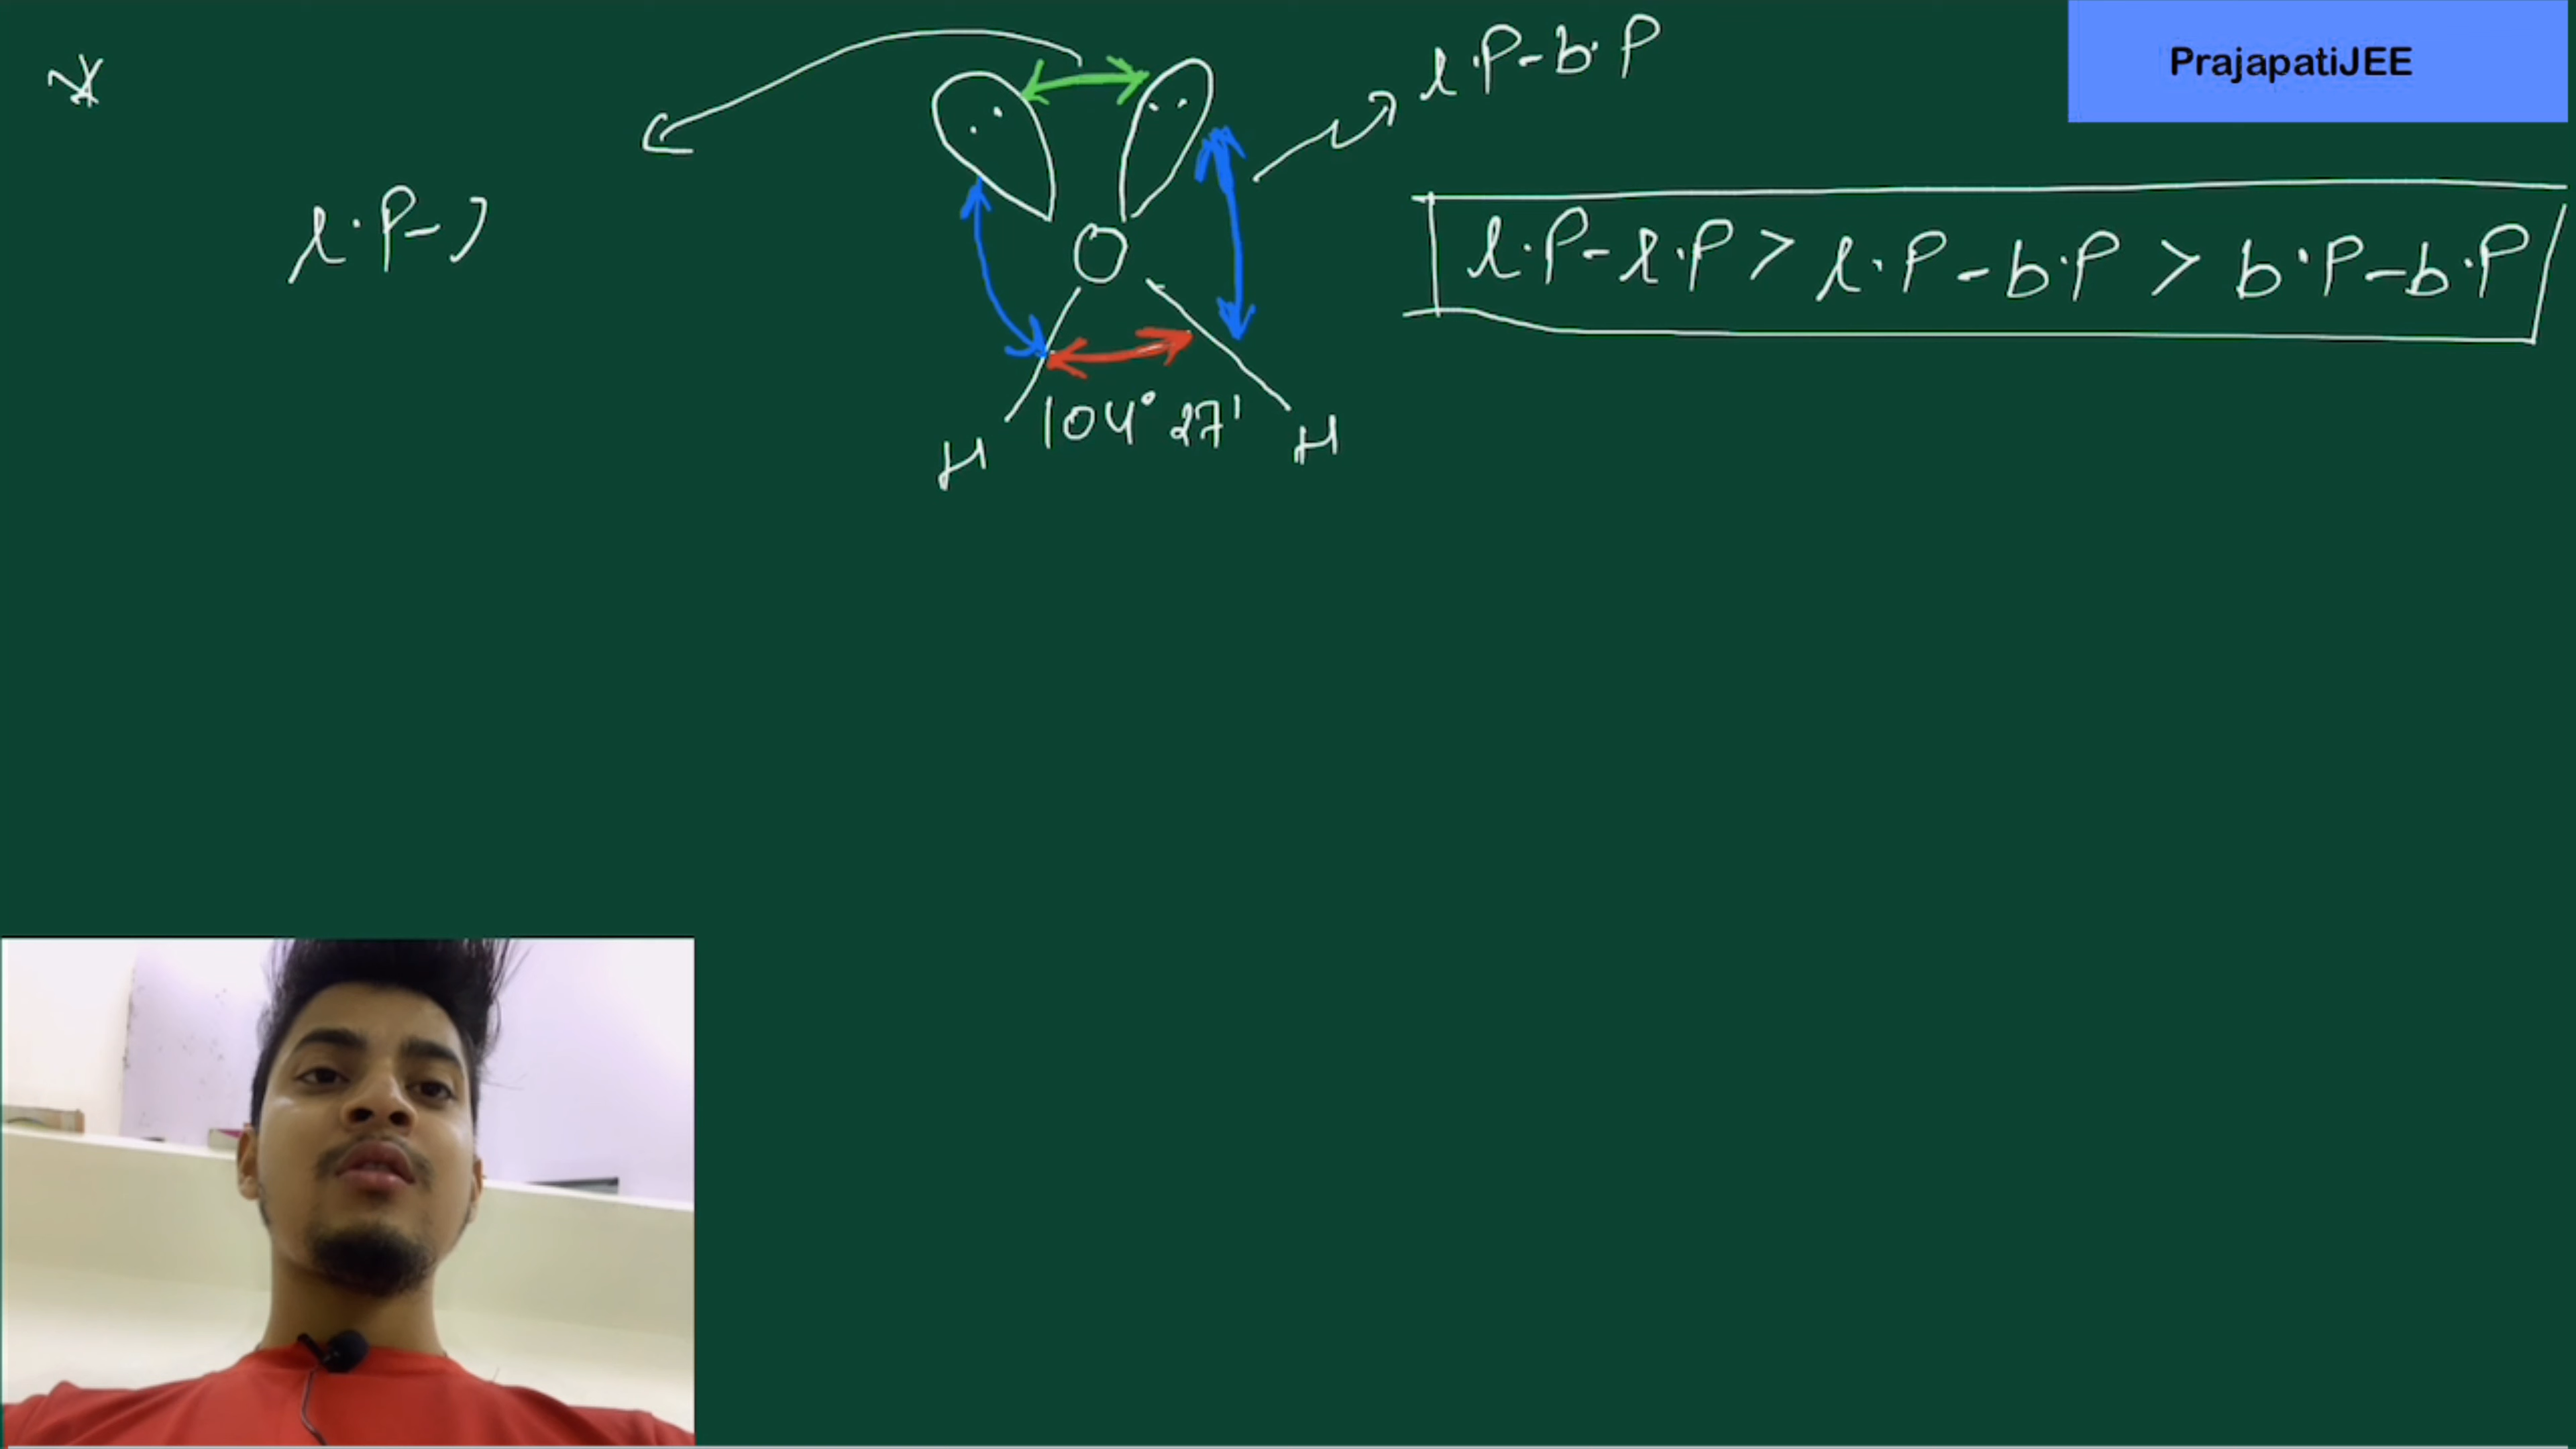 l.P-b.P
PrajapatiJEE
l.P-
l.P-l.P > l.P-b.P > b.P-b.P
O
104° 27'
H H